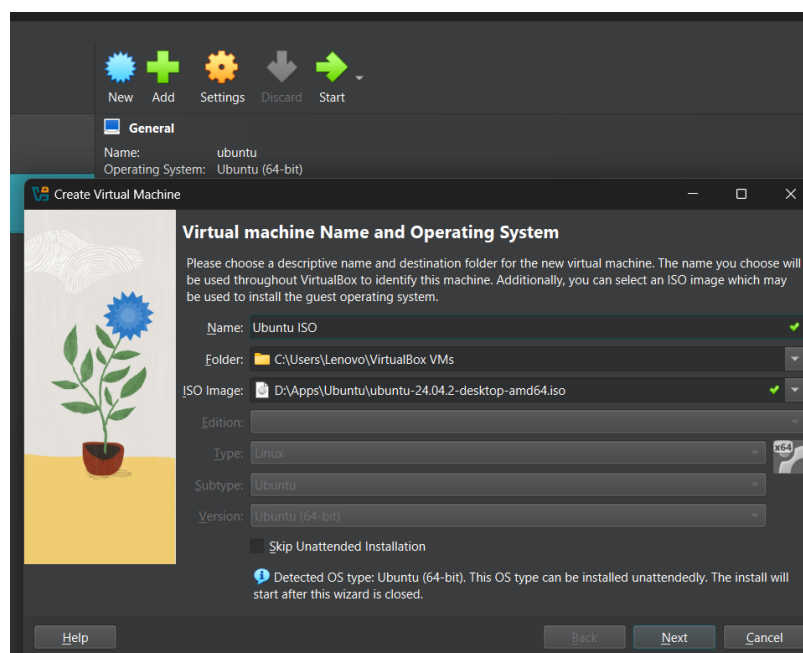 New Add Settings Discard Start
General
Name: ubuntu
Operating System: Ubuntu (64-bit)
Create Virtual Machine
Virtual machine Name and Operating System
Please choose a descriptive name and destination folder for the new virtual machine. The name you choose will
be used throughout VirtualBox to identify this machine. Additionally, you can select an ISO image which may
be used to install the guest operating system.
Name: Ubuntu ISO
Folder: C:\Users\Lenovo\VirtualBox VMs
ISO Image: D:\Apps\Ubuntu\ubuntu-24.04.2-desktop-amd64.iso
Edition:
Type: Linux
x64
Subtype: Ubuntu
Version: Ubuntu (64-bit)
Skip Unattended Installation
Detected OS type: Ubuntu (64-bit). This OS type can be installed unattendedly. The install will
start after this wizard is closed.
Help Back Next Cancel